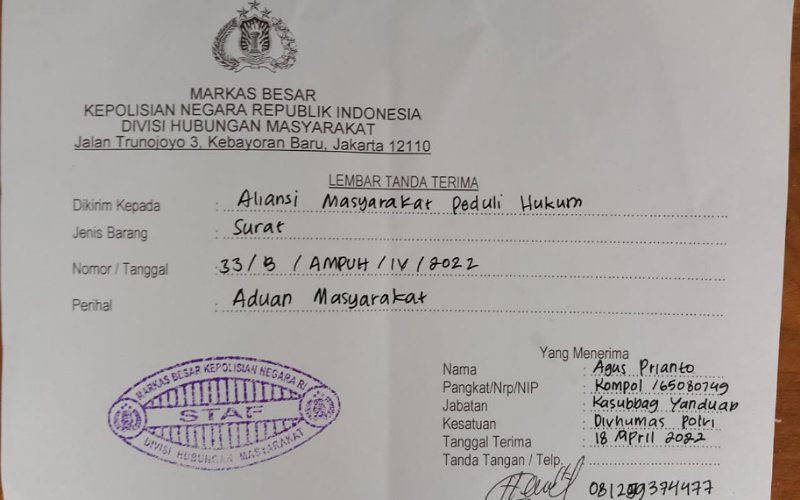 MARKAS BESAR
KEPOLISIAN NEGARA REPUBLIK INDONESIA
DIVISI HUBUNGAN MASYARAKAT
Jalan Trunojoyo 3, Kebayoran Baru, Jakarta 12110
LEMBAR TANDA TERIMA
Dikirim Kepada : Aliansi Masyarakat Peduli Hukum
Jenis Barang : Surat
Nomor / Tanggal : 33/B / AMPUH / IV / 2022
Perihal : Aduan Masyarakat
MARKAS BESAR KEPOLISIAN NEGARA RI
STAF
DIVISI HUBUNGAN MASYARAKAT
Yang Menerima
Nama : Agus Prianto
Pangkat/Nrp/NIP : Kompol /65080749
Jabatan : Kasubbag Yanduan
Kesatuan : Divhumas Polri
Tanggal Terima : 18 April 2022
Tanda Tangan / Telp.